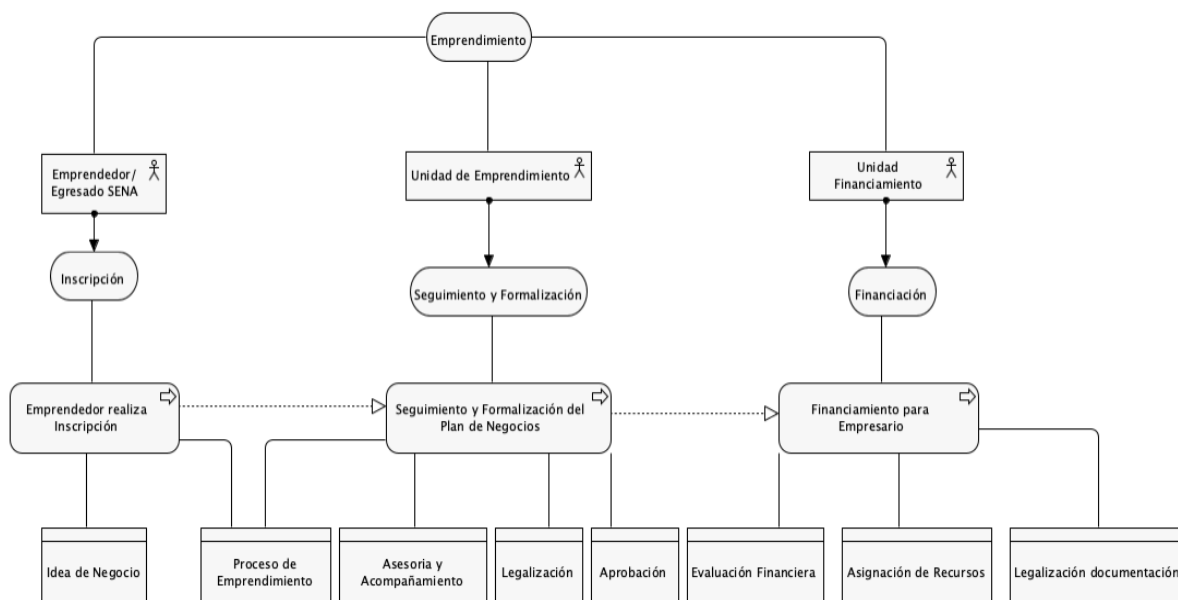 Emprendimiento
Emprendedor/
Egresado SENA
Unidad de Emprendimiento
Unidad
Financiamiento
Inscripción
Seguimiento y Formalización
Financiación
Emprendedor realiza
Inscripción
Seguimiento y Formalización del
Plan de Negocios
Financiamiento para
Empresario
Idea de Negocio
Proceso de
Emprendimiento
Asesoria y
Acompañamiento
Legalización
Aprobación
Evaluación Financiera
Asignación de Recursos
Legalización documentación